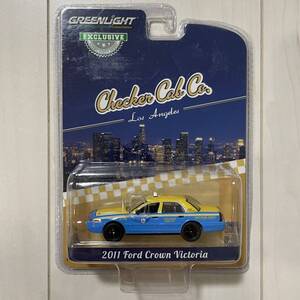 GREENLIGHT
EXCLUSIVE
Checker Cab Co.
Los Angeles
2011 Ford Crown Victoria